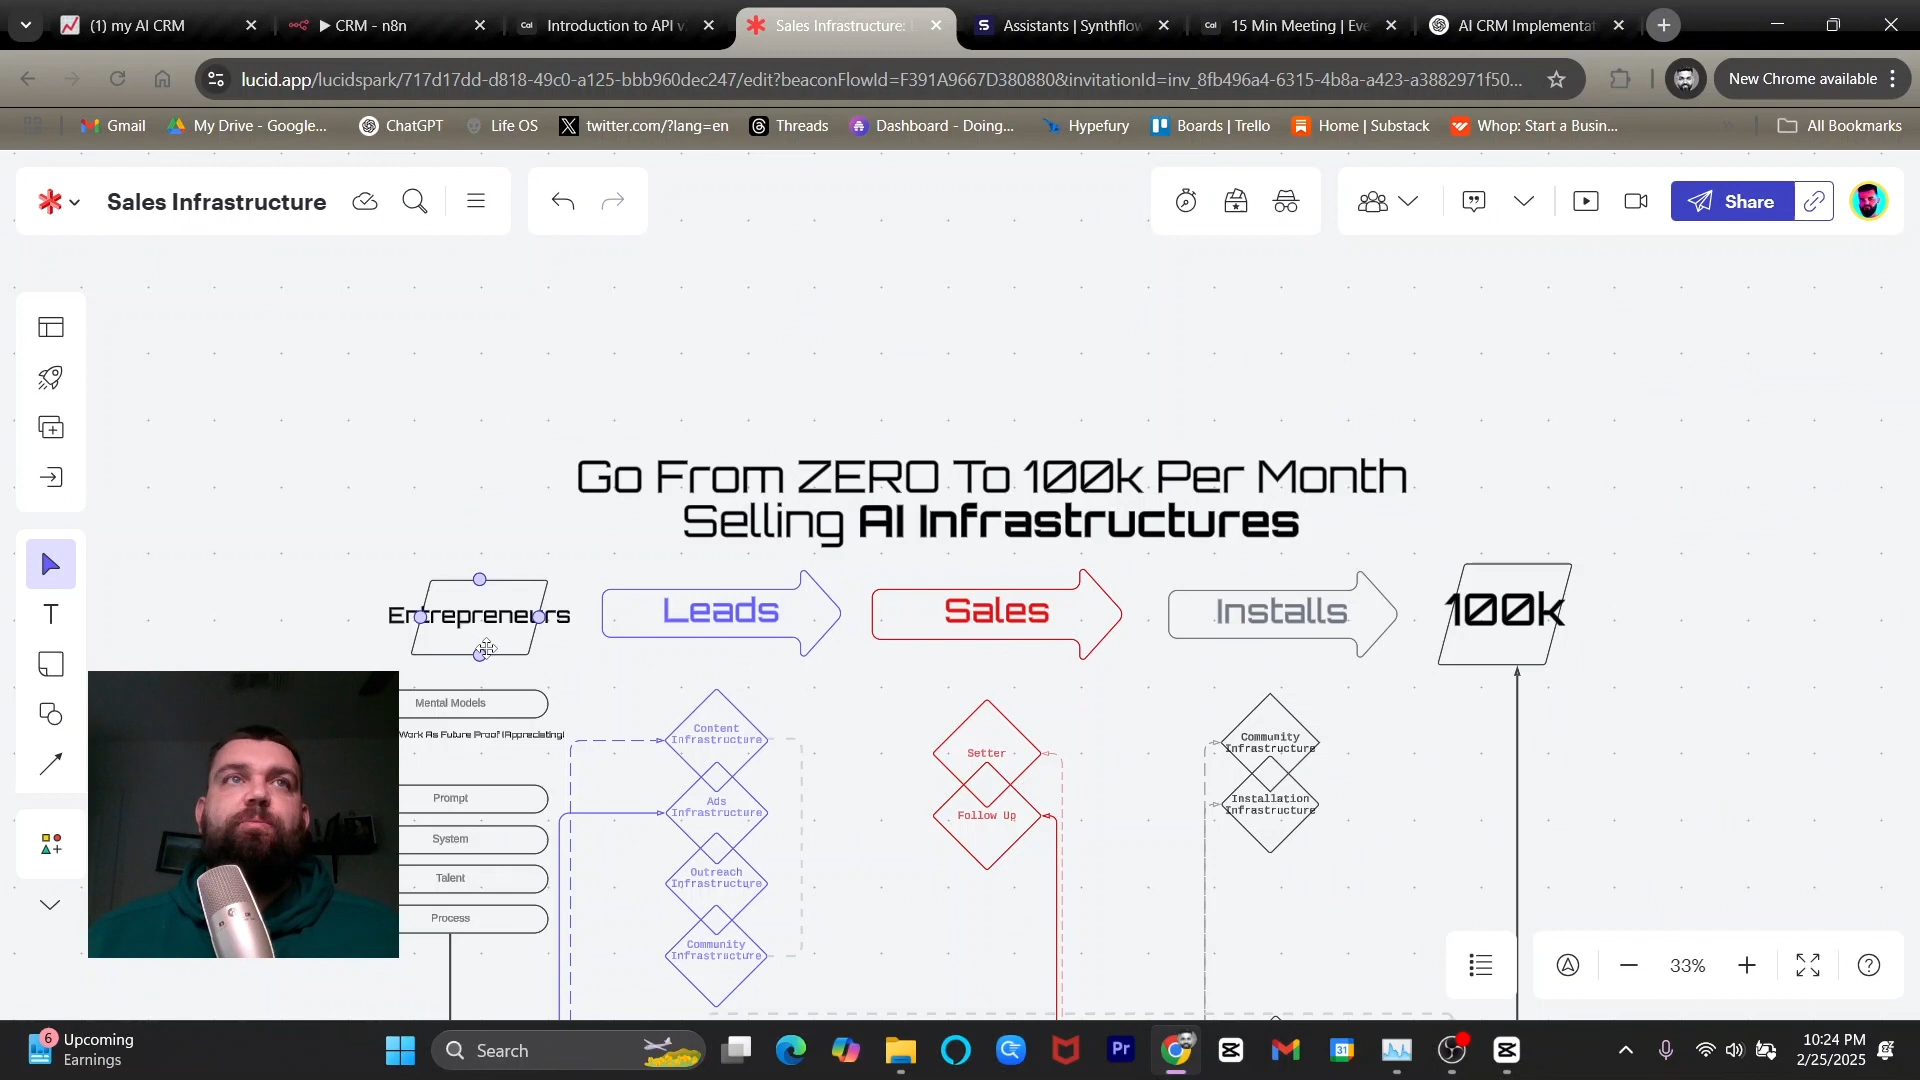 (1) my AI CRM
CRM - n8n
Cal
Introduction to API v
Sales Infrastructure:
S
Assistants | Synthflow
Cal
15 Min Meeting | Eve
AI CRM Implementat
lucid.app/lucidspark/717d17dd-d818-49c0-a125-bbb960dec247/edit?beaconFlowId=F391A9667D380880&invitationId=inv_8fb496a4-6315-4b8a-a423-a3882971f50...
New Chrome available
Gmail
My Drive - Google...
ChatGPT
Life OS
twitter.com/?lang=en
Threads
Dashboard - Doing...
Hypefury
Boards | Trello
Home | Substack
Whop: Start a Busin...
All Bookmarks
Sales Infrastructure
Share
Go From ZERO To 100k Per Month
Selling AI Infrastructures
Entrepreneurs
Leads
Sales
Installs
100k
Mental Models
Work As Future Proof (Appreciating)
Prompt
System
Talent
Process
Content
Infrastructure
Ads
Infrastructure
Outreach
Infrastructure
Community
Infrastructure
Setter
Follow Up
Community
Infrastructure
Installation
Infrastructure
33%
6
Upcoming
Earnings
Search
Pr
31
10:24 PM
2/25/2025